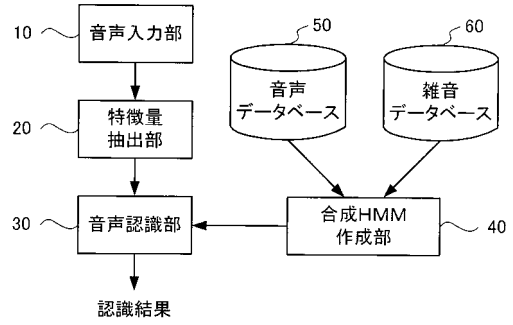 10
音声入力部
50
音声
データベース
60
雑音
データベース
20
特徴量
抽出部
30
音声認識部
合成HMM
作成部
40
認識結果